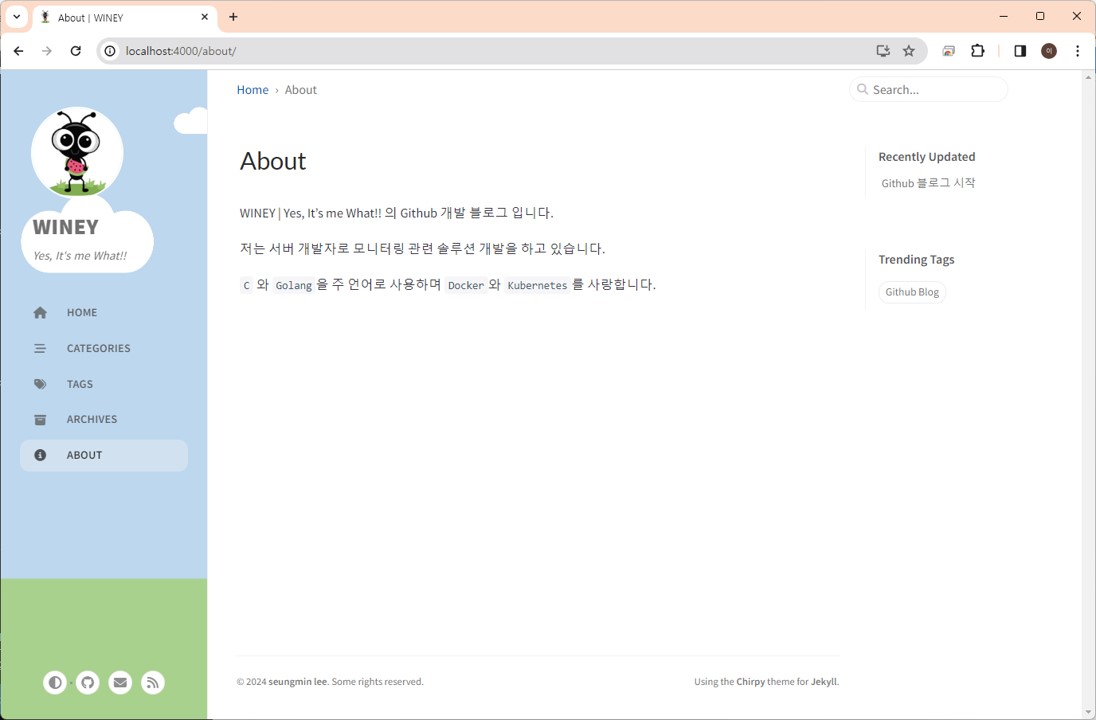 About | WINEY
localhost:4000/about/
이
WINEY
Yes, It's me What!!
HOME
CATEGORIES
TAGS
ARCHIVES
ABOUT
Home › About
Search...
About
WINEY | Yes, It’s me What!! 의 Github 개발 블로그 입니다.
저는 서버 개발자로 모니터링 관련 솔루션 개발을 하고 있습니다.
C 와 Golang 을 주 언어로 사용하며 Docker 와 Kubernetes 를 사랑합니다.
Recently Updated
Github 블로그 시작
Trending Tags
Github Blog
© 2024 seungmin lee. Some rights reserved.
Using the Chirpy theme for Jekyll.